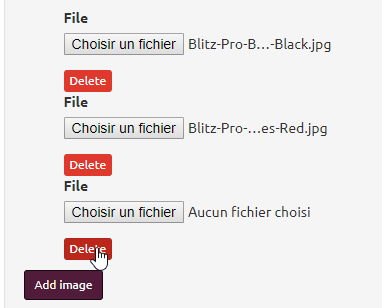 File
Choisir un fichier Blitz-Pro-B...-Black.jpg
Delete
File
Choisir un fichier Blitz-Pro-...es-Red.jpg
Delete
File
Choisir un fichier Aucun fichier choisi
Delete
Add image